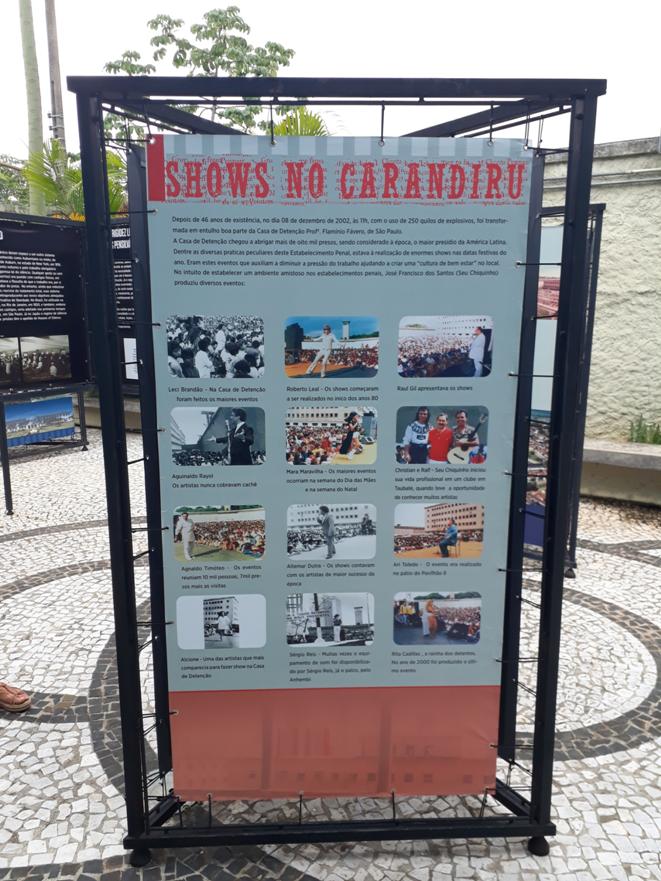 SHOWS NO CARANDIRU
Depois de 46 anos de existência, no dia 08 de dezembro de 2002, às 11h, com o uso de 250 quilos de explosivos, foi transfor-
mada em entulho boa parte da Casa de Detenção Profº. Flamínio Fávero, de São Paulo.
A Casa de Detenção chegou a abrigar mais de oito mil presos, sendo considerado à época, o maior presídio da América Latina.
Dentre as diversas praticas peculiares deste Estabelecimento Penal, estava à realização de enormes shows nas datas festivas do
ano. Eram estes eventos que auxiliam a diminuir a pressão do trabalho ajudando a criar uma "cultura de bem estar" no local.
No intuito de estabelecer um ambiente amistoso nos estabelecimentos penais, José Francisco dos Santos (Seu Chiquinho)
produziu diversos eventos:
Leci Brandão - Na Casa de Detenção
foram feitos os maiores eventos
Roberto Leal - Os shows começaram
a ser realizados no inico dos anos 80
Raul Gil apresentava os shows
Aguinaldo Rayol
Os artistas nunca cobravam cachê
Mara Maravilha - Os maiores eventos
ocorriam na semana do Dia das Mães
e na semana do Natal
Christian e Ralf - Seu Chiquinho iniciou
sua vida profissional em um clube em
Taubaté, quando teve a oportunidade
de conhecer muitos artistas
Agnaldo Timóteo - Os eventos
reuniam 10 mil pessoas, 7mil pre-
sos mais as visitas
Altemar Dutra - Os shows contavam
com os artistas de maior sucesso da
época
Ari Toledo - O evento era realizado
no patio do Pavilhão 8
Alcione - Uma das artistas que mais
comparecia para fazer show na Casa
de Detenção
Sérgio Reis - Muitas vezes o equi-
pamento de som foi disponibiliza-
do por Sérgio Reis, já o palco, pelo
Anhembi
Rita Cadillac , a rainha dos detentos.
No ano de 2000 foi produzido o últi-
mo evento